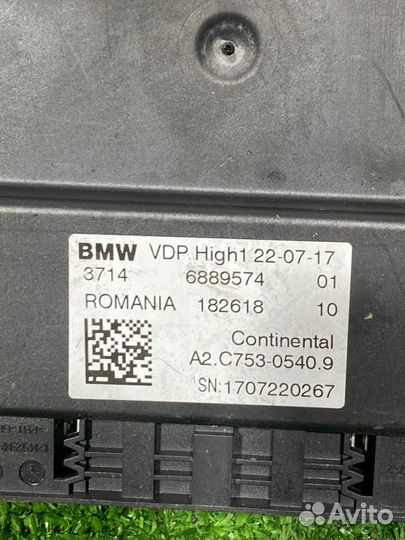 BMW VDP.High1 22-07-17
3714 6889574 01
ROMANIA 182618 10
Continental
A2.C753-0540.9
SN:1707220267
Avito